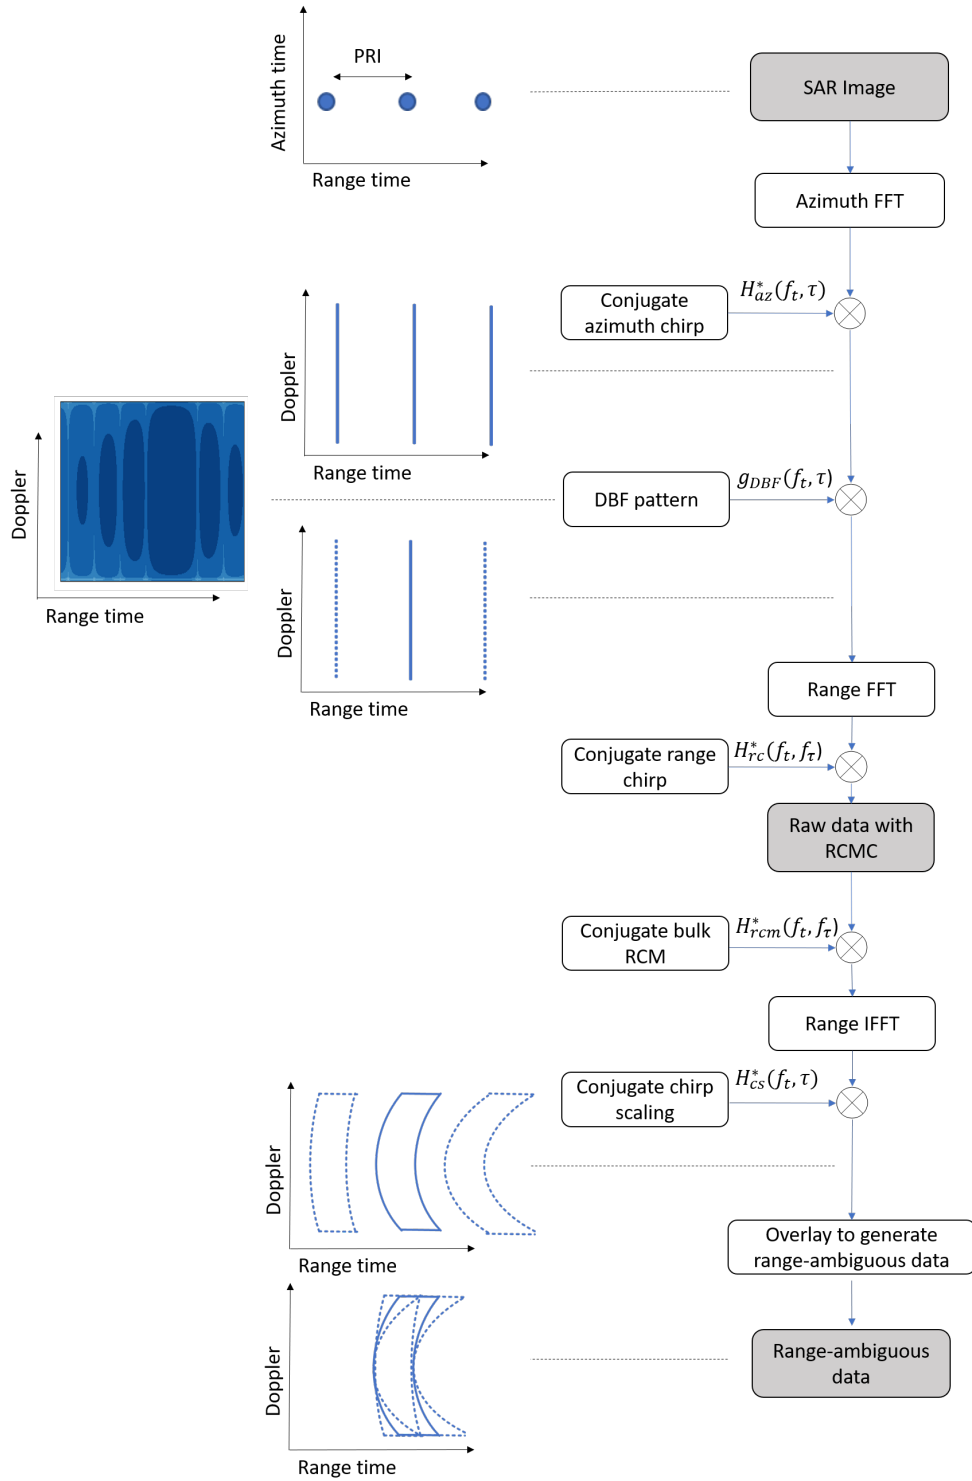 Azimuth time
PRI
Range time
SAR Image
Azimuth FFT
Conjugate
azimuth chirp
H*az(ft, τ)
Doppler
Range time
Doppler
Range time
DBF pattern
gDBF(ft, τ)
Doppler
Range time
Range FFT
Conjugate range
chirp
H*rc(ft, fτ)
Raw data with
RCMC
Conjugate bulk
RCM
H*rcm(ft, fτ)
Range IFFT
Conjugate chirp
scaling
H*cs(ft, τ)
Doppler
Range time
Overlay to generate
range-ambiguous data
Doppler
Range time
Range-ambiguous
data